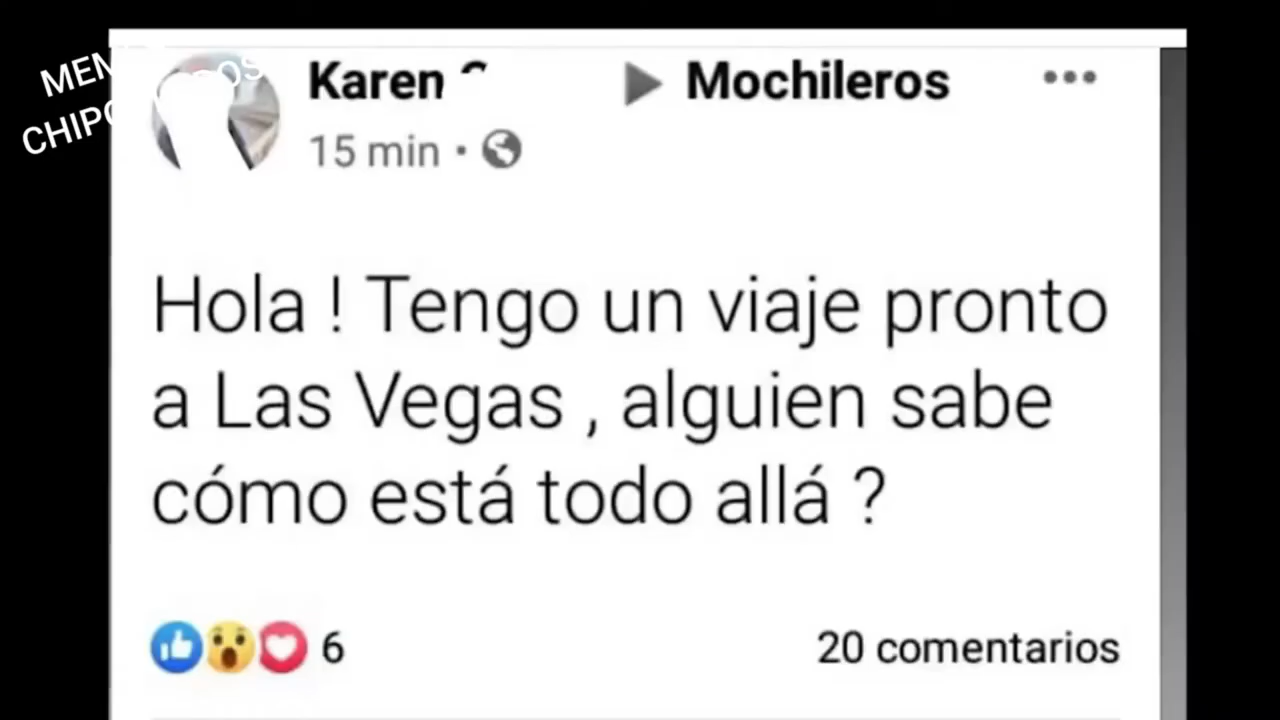 Karen
Mochileros
15 min
Hola ! Tengo un viaje pronto
a Las Vegas , alguien sabe
cómo está todo allá ?
6
20 comentarios